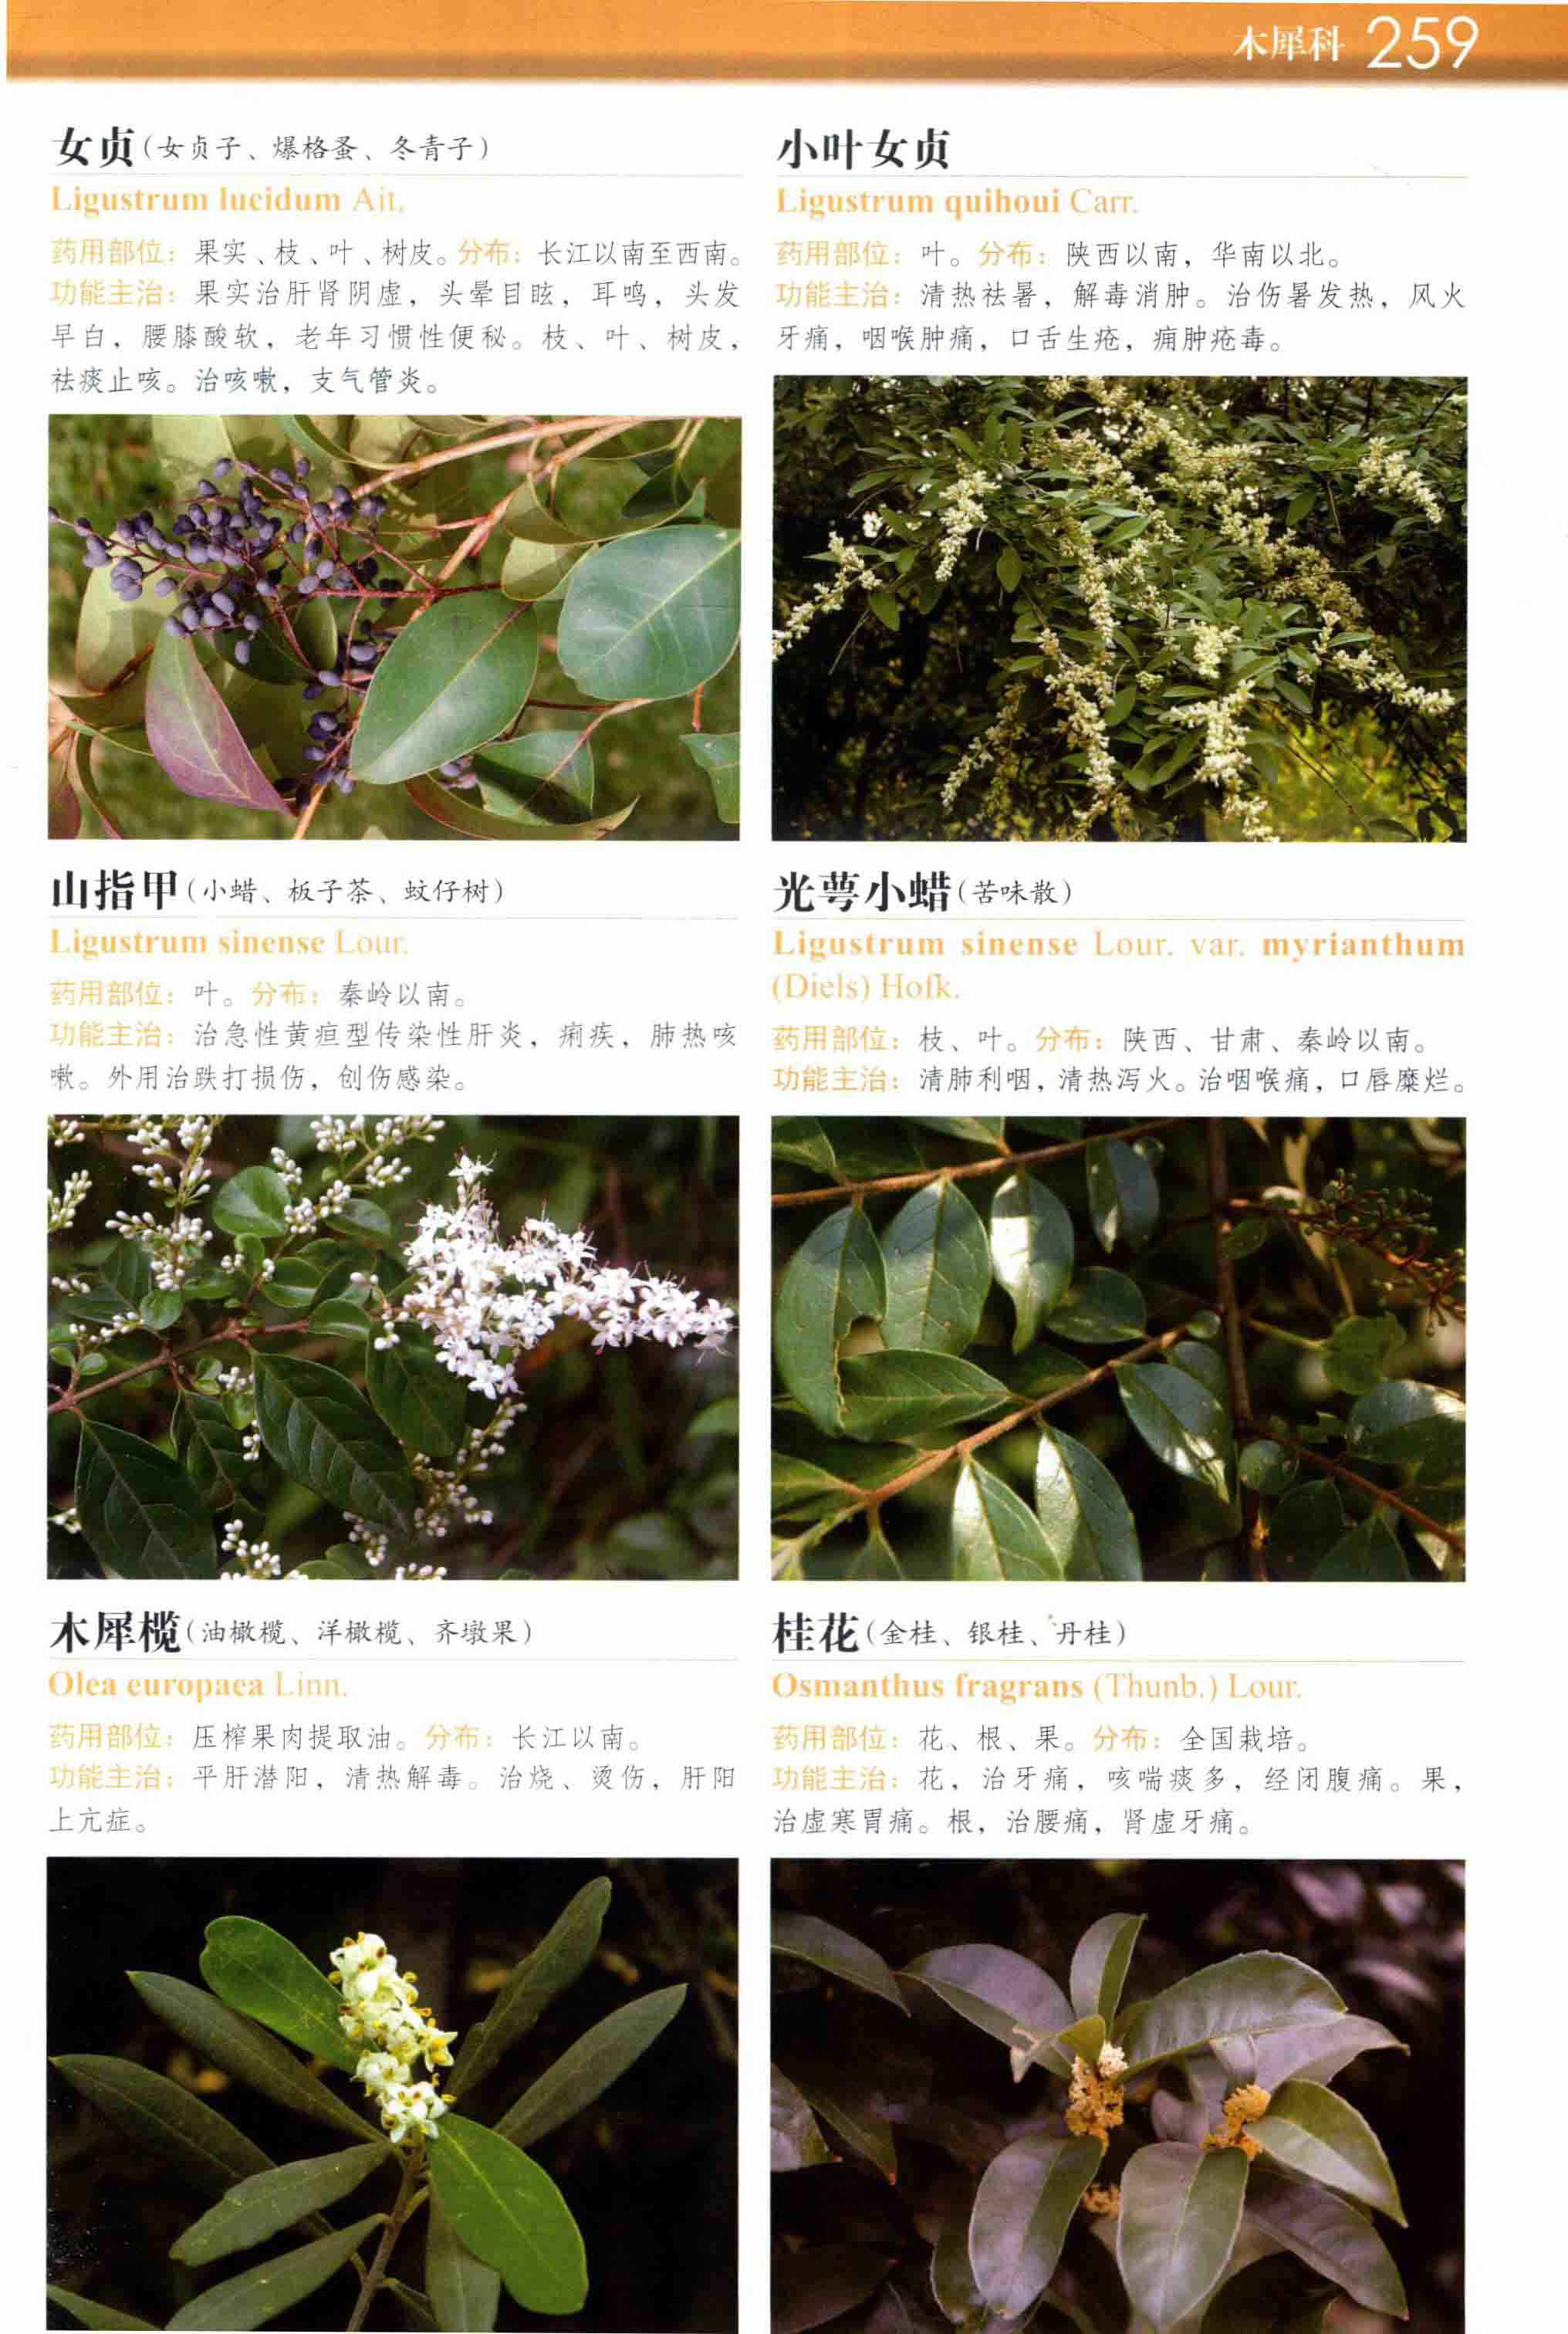 木犀科 259
女贞(女贞子、爆格蚤、冬青子)
Ligustrum lucidum Ait.
药用部位：果实、枝、叶、树皮。分布：长江以南至西南。
功能主治：果实治肝肾阴虚，头晕目眩，耳鸣，头发
早白，腰膝酸软，老年习惯性便秘。枝、叶、树皮，
祛痰止咳。治咳嗽，支气管炎。
小叶女贞
Ligustrum quihoui Carr.
药用部位：叶。分布：陕西以南，华南以北。
功能主治：清热祛暑，解毒消肿。治伤暑发热，风火
牙痛，咽喉肿痛，口舌生疮，痈肿疮毒。
山指甲(小蜡、板子茶、蚊仔树)
Ligustrum sinense Lour.
药用部位：叶。分布：秦岭以南。
功能主治：治急性黄疸型传染性肝炎，痢疾，肺热咳
嗽。外用治跌打损伤，创伤感染。
光萼小蜡(苦味散)
Ligustrum sinense Lour. var. myrianthum
(Diels) Hofk.
药用部位：枝、叶。分布：陕西、甘肃、秦岭以南。
功能主治：清肺利咽，清热泻火。治咽喉痛，口唇糜烂。
木犀榄(油橄榄、洋橄榄、齐墩果)
Olea europaea Linn.
药用部位：压榨果肉提取油。分布：长江以南。
功能主治：平肝潜阳，清热解毒。治烧、烫伤，肝阳
上亢症。
桂花(金桂、银桂、丹桂)
Osmanthus fragrans (Thunb.) Lour.
药用部位：花、根、果。分布：全国栽培。
功能主治：花，治牙痛，咳喘痰多，经闭腹痛。果，
治虚寒胃痛。根，治腰痛，肾虚牙痛。